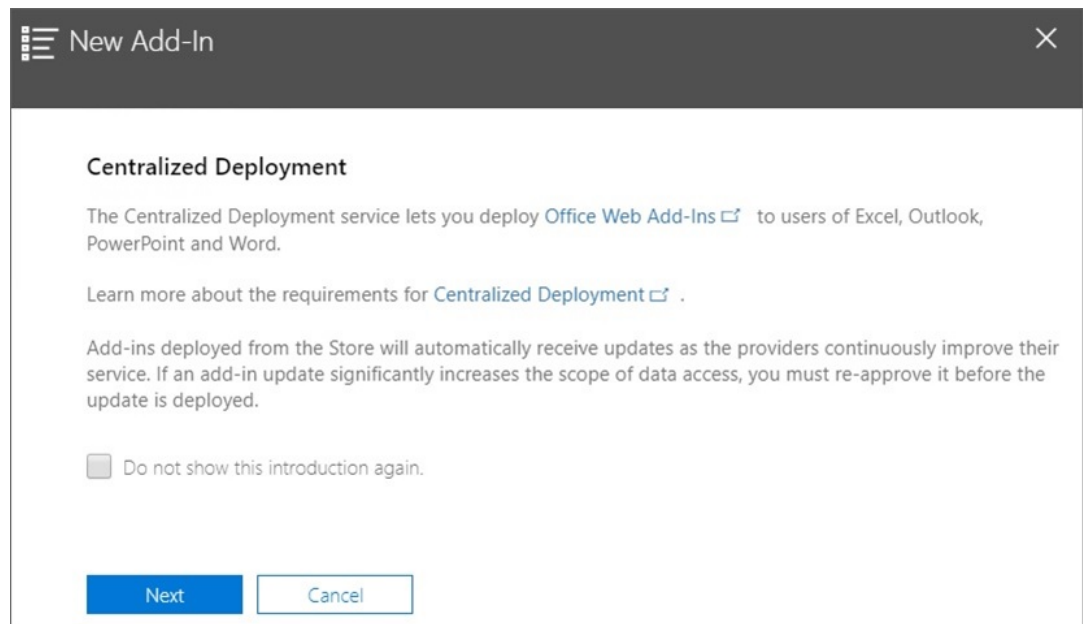 New Add-In
Centralized Deployment
The Centralized Deployment service lets you deploy Office Web Add-Ins to users of Excel, Outlook,
PowerPoint and Word.
Learn more about the requirements for Centralized Deployment .
Add-ins deployed from the Store will automatically receive updates as the providers continuously improve their
service. If an add-in update significantly increases the scope of data access, you must re-approve it before the
update is deployed.
Do not show this introduction again.
Next Cancel